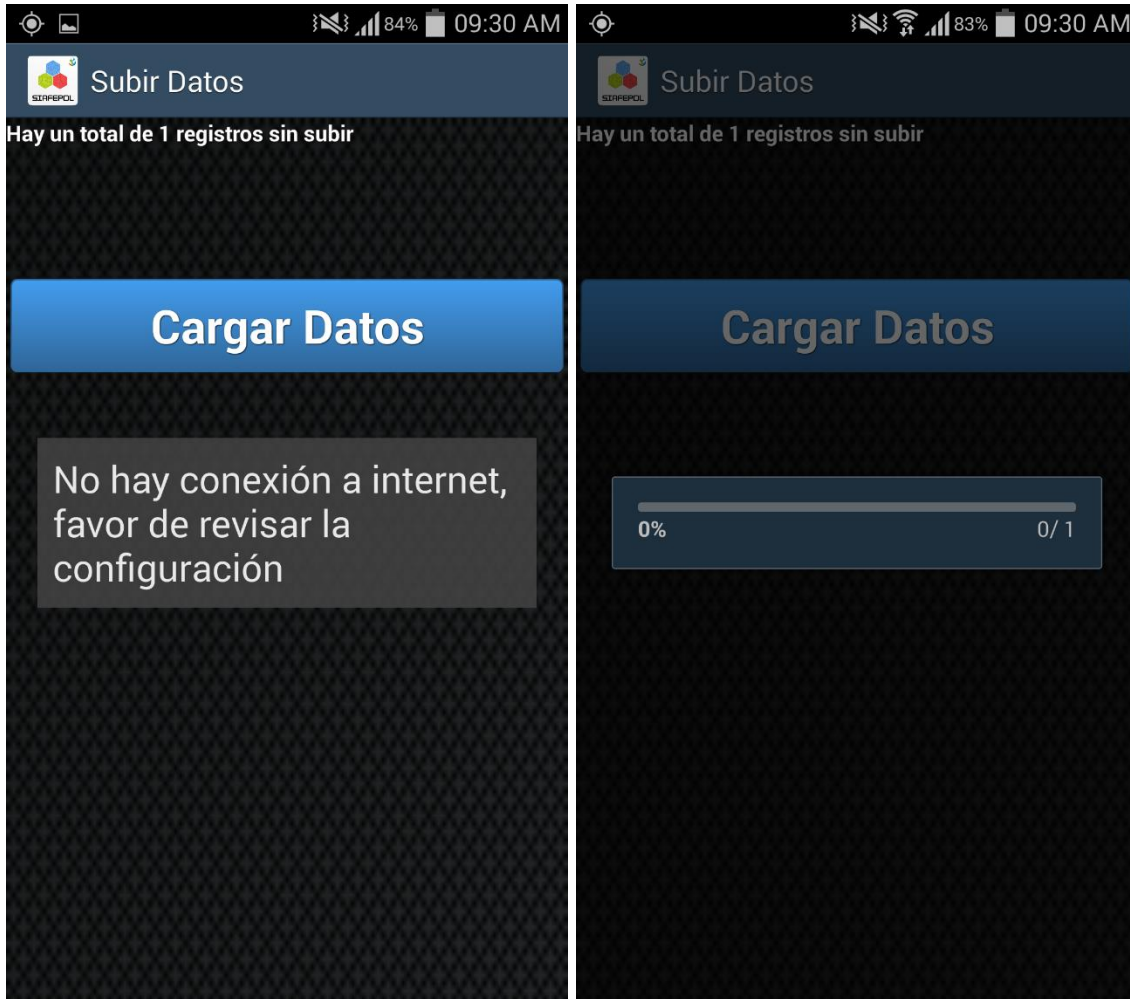 84% 09:30 AM
SIAFEPOL Subir Datos
Hay un total de 1 registros sin subir
Cargar Datos
No hay conexión a internet,
favor de revisar la
configuración
83% 09:30 AM
SIAFEPOL Subir Datos
Hay un total de 1 registros sin subir
Cargar Datos
0% 0/ 1